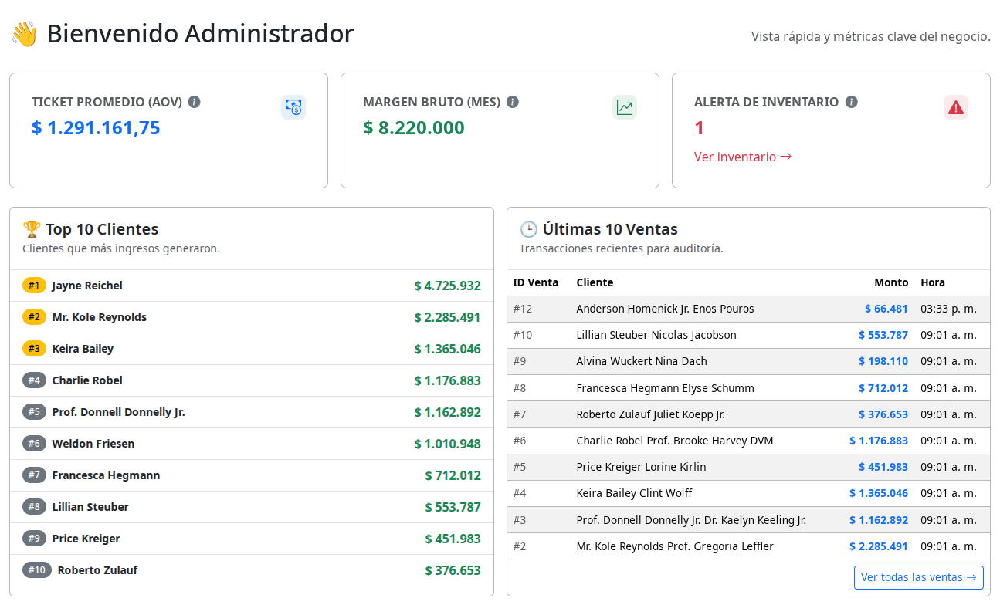 👋 Bienvenido Administrador
Vista rápida y métricas clave del negocio.
TICKET PROMEDIO (AOV) i
$ 1.291.161,75
MARGEN BRUTO (MES) i
$ 8.220.000
ALERTA DE INVENTARIO i
1
Ver inventario →
🏆 Top 10 Clientes
Clientes que más ingresos generaron.
#1 Jayne Reichel $ 4.725.932
#2 Mr. Kole Reynolds $ 2.285.491
#3 Keira Bailey $ 1.365.046
#4 Charlie Robel $ 1.176.883
#5 Prof. Donnell Donnelly Jr. $ 1.162.892
#6 Weldon Friesen $ 1.010.948
#7 Francesca Hegmann $ 712.012
#8 Lillian Steuber $ 553.787
#9 Price Kreiger $ 451.983
#10 Roberto Zulauf $ 376.653
🕒 Últimas 10 Ventas
Transacciones recientes para auditoría.
ID Venta Cliente Monto Hora
#12 Anderson Homenick Jr. Enos Pouros $ 66.481 03:33 p. m.
#10 Lillian Steuber Nicolas Jacobson $ 553.787 09:01 a. m.
#9 Alvina Wuckert Nina Dach $ 198.110 09:01 a. m.
#8 Francesca Hegmann Elyse Schumm $ 712.012 09:01 a. m.
#7 Roberto Zulauf Juliet Koepp Jr. $ 376.653 09:01 a. m.
#6 Charlie Robel Prof. Brooke Harvey DVM $ 1.176.883 09:01 a. m.
#5 Price Kreiger Lorine Kirlin $ 451.983 09:01 a. m.
#4 Keira Bailey Clint Wolff $ 1.365.046 09:01 a. m.
#3 Prof. Donnell Donnelly Jr. Dr. Kaelyn Keeling Jr. $ 1.162.892 09:01 a. m.
#2 Mr. Kole Reynolds Prof. Gregoria Leffler $ 2.285.491 09:01 a. m.
Ver todas las ventas →